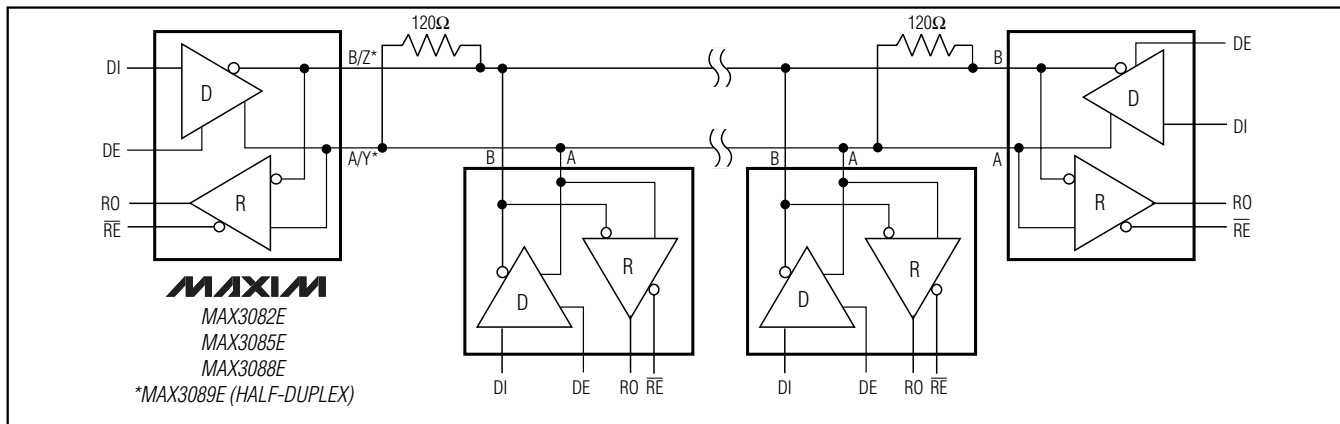 120Ω 120Ω
B/Z* B DE
DI D D
DE A/Y* B A B A A DI
RO R R RO
RE RE
MAXIM D R D R
MAX3082E
MAX3085E
MAX3088E
*MAX3089E (HALF-DUPLEX)
DI DE RO RE DI DE RO RE